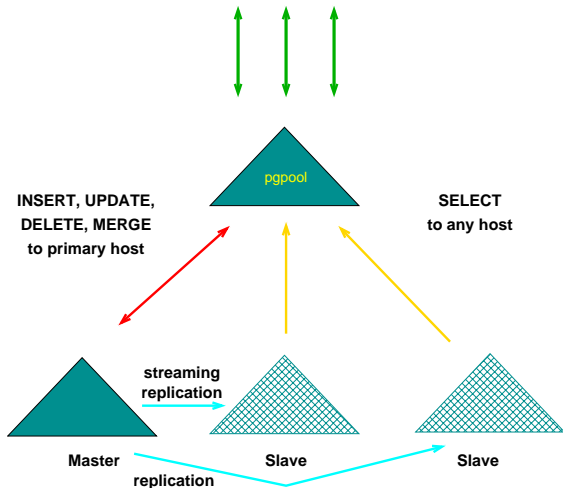 pgpool
INSERT, UPDATE,
DELETE, MERGE
to primary host
SELECT
to any host
streaming
replication
Master
Slave
Slave
replication